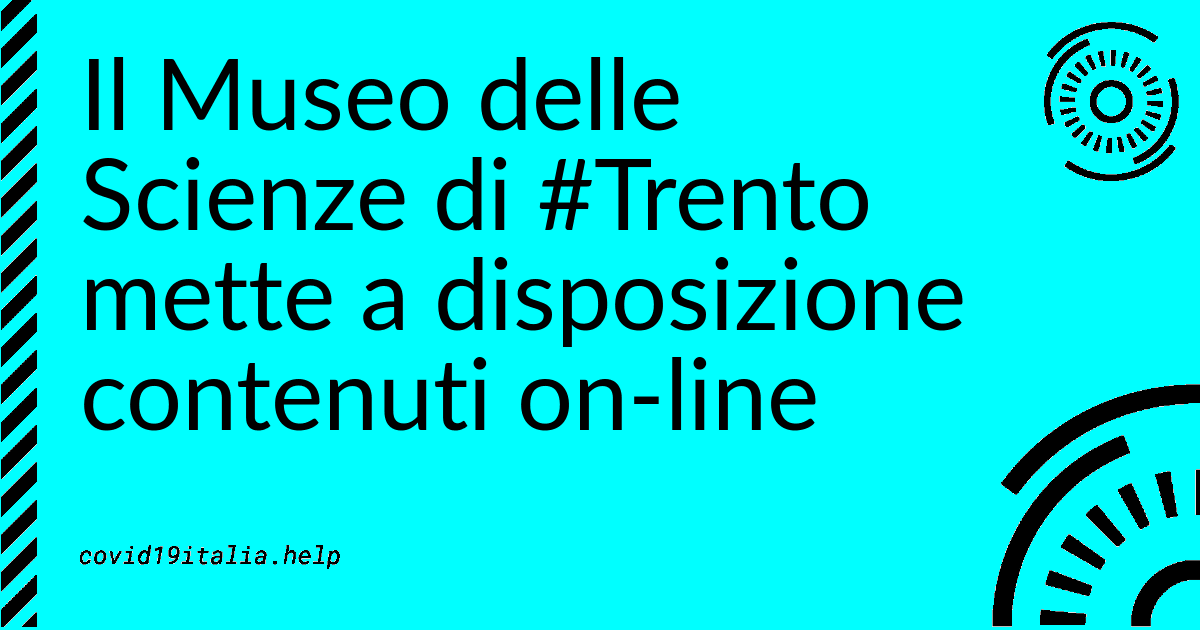 Il Museo delle
Scienze di #Trento
mette a disposizione
contenuti on-line
covid19italia.help